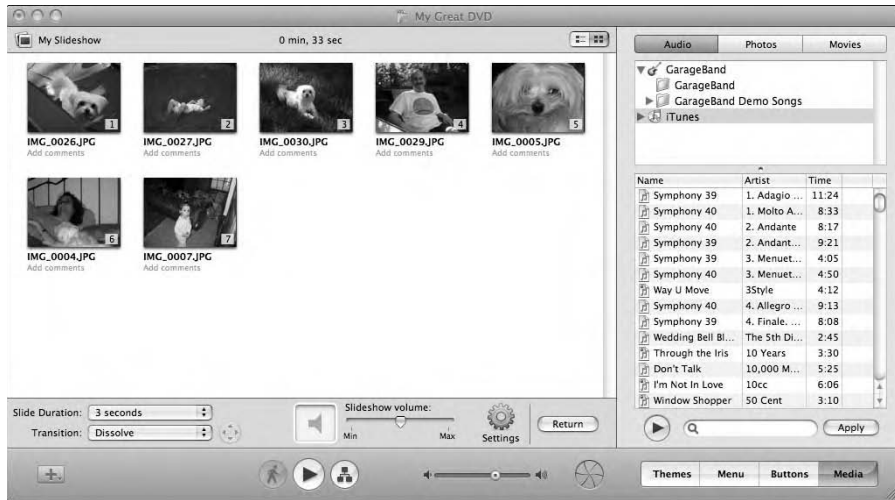 My Great DVD
My Slideshow 0 min, 33 sec
1 2 3 4 5
IMG_0026.JPG IMG_0027.JPG IMG_0030.JPG IMG_0029.JPG IMG_0005.JPG
Add comments Add comments Add comments Add comments Add comments
6 7
IMG_0004.JPG IMG_0007.JPG
Add comments Add comments
Slide Duration: 3 seconds
Transition: Dissolve
Slideshow volume:
Min Max
Settings
Return
Audio Photos Movies
GarageBand
GarageBand
GarageBand Demo Songs
iTunes
Name Artist Time
Symphony 39 1. Adagio ... 11:24
Symphony 40 1. Molto A... 8:33
Symphony 40 2. Andante 8:17
Symphony 39 2. Andant... 9:21
Symphony 39 3. Menuet... 4:05
Symphony 40 3. Menuet... 4:50
Way U Move 3Style 4:12
Symphony 40 4. Allegro ... 9:13
Symphony 39 4. Finale. ... 8:08
Wedding Bell Bl... The 5th Di... 2:45
Through the Iris 10 Years 3:30
Don't Talk 10,000 M... 5:25
I'm Not In Love 10cc 6:06
Window Shopper 50 Cent 3:10
Apply
Themes Menu Buttons Media